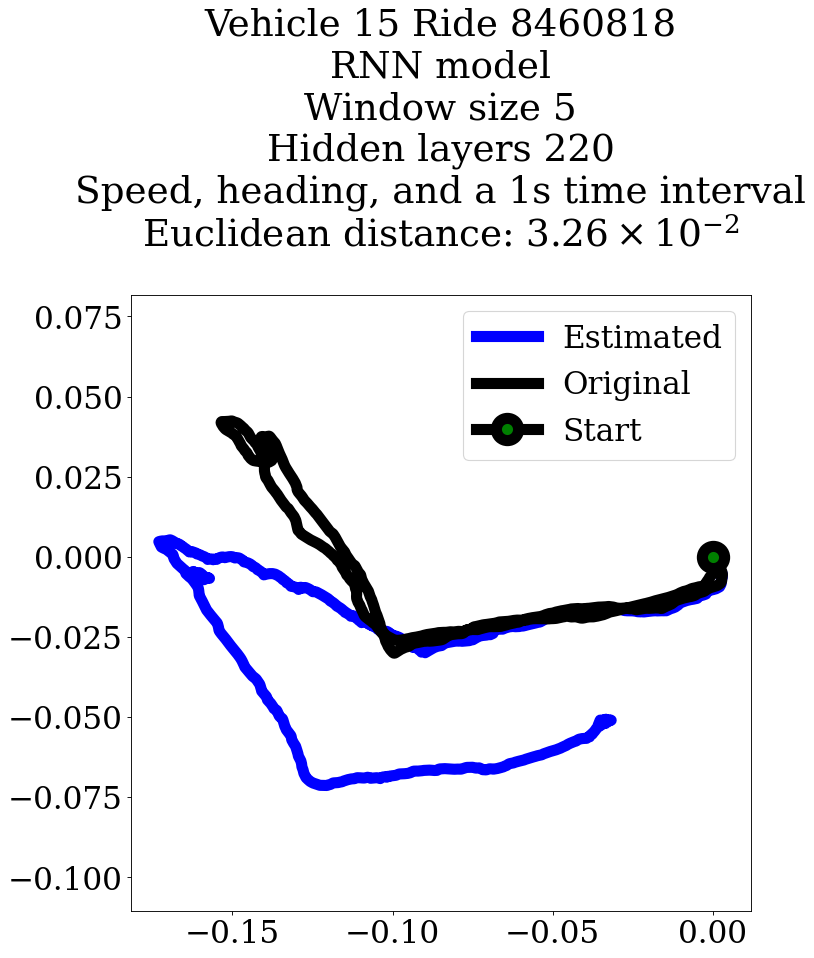 Vehicle 15 Ride 8460818
RNN model
Window size 5
Hidden layers 220
Speed, heading, and a 1s time interval
Euclidean distance: 3.26 × 10⁻²
0.075
0.050
0.025
0.000
−0.025
−0.050
−0.075
−0.100
Estimated
Original
Start
−0.15
−0.10
−0.05
0.00